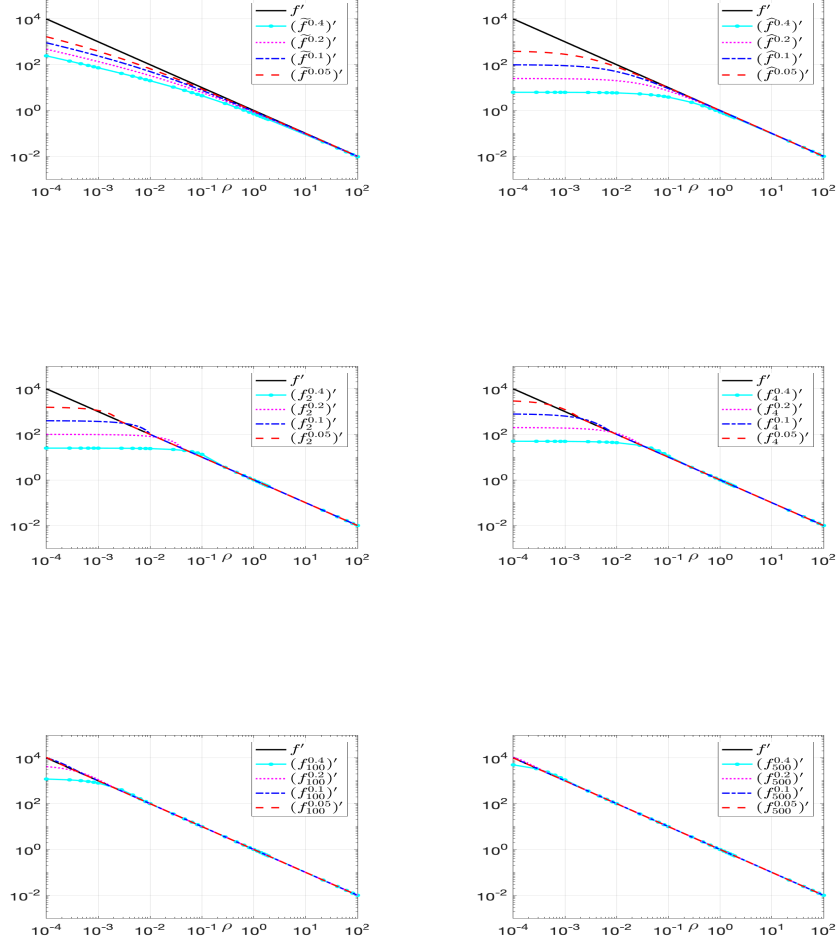 f′
(f̃^0.4)′
(f̃^0.2)′
(f̃^0.1)′
(f̃^0.05)′
10^4
10^2
10^0
10^−2
10^−4 10^−3 10^−2 10^−1 ρ 10^0 10^1 10^2
f′
(f̂^0.4)′
(f̂^0.2)′
(f̂^0.1)′
(f̂^0.05)′
10^4
10^2
10^0
10^−2
10^−4 10^−3 10^−2 10^−1 ρ 10^0 10^1 10^2
f′
(f_2^0.4)′
(f_2^0.2)′
(f_2^0.1)′
(f_2^0.05)′
10^4
10^2
10^0
10^−2
10^−4 10^−3 10^−2 10^−1 ρ 10^0 10^1 10^2
f′
(f_4^0.4)′
(f_4^0.2)′
(f_4^0.1)′
(f_4^0.05)′
10^4
10^2
10^0
10^−2
10^−4 10^−3 10^−2 10^−1 ρ 10^0 10^1 10^2
f′
(f_100^0.4)′
(f_100^0.2)′
(f_100^0.1)′
(f_100^0.05)′
10^4
10^2
10^0
10^−2
10^−4 10^−3 10^−2 10^−1 ρ 10^0 10^1 10^2
f′
(f_500^0.4)′
(f_500^0.2)′
(f_500^0.1)′
(f_500^0.05)′
10^4
10^2
10^0
10^−2
10^−4 10^−3 10^−2 10^−1 ρ 10^0 10^1 10^2